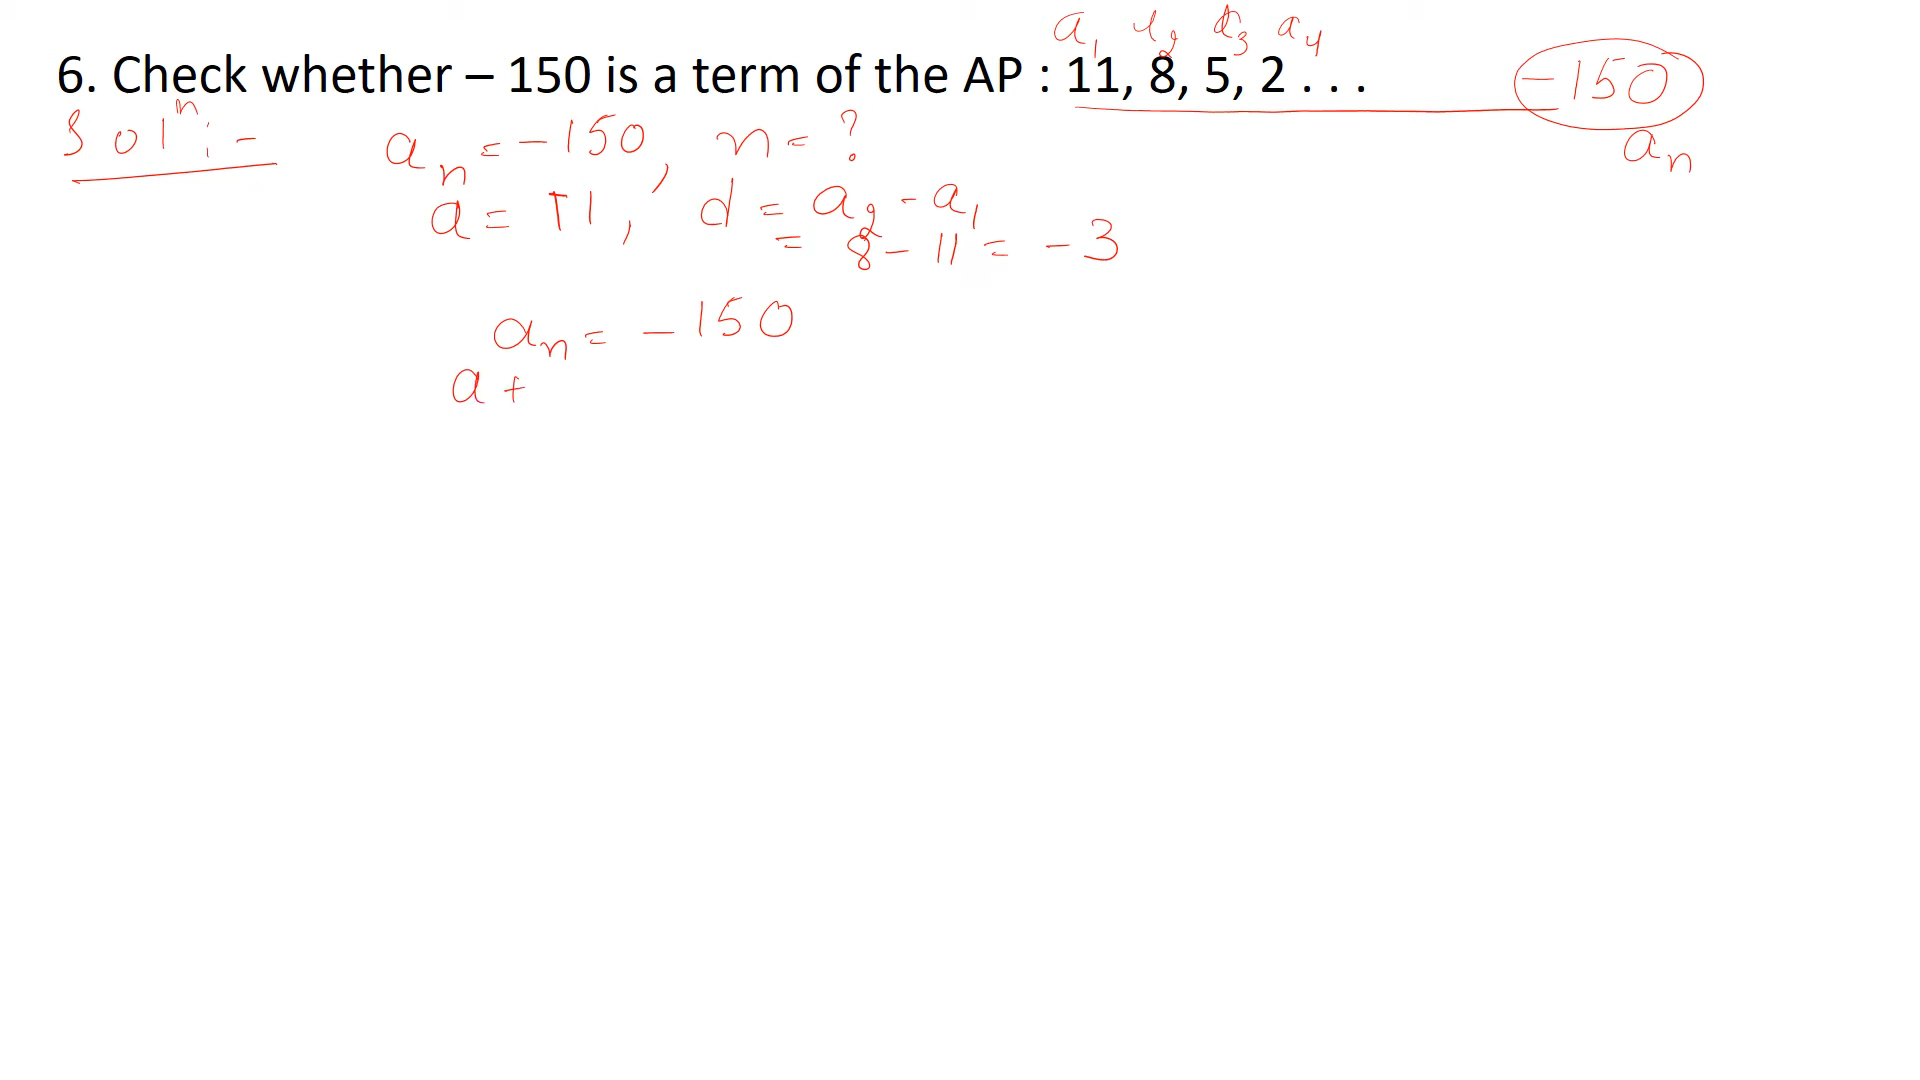 a₁ a₂ a₃ a₄
6. Check whether – 150 is a term of the AP : 11, 8, 5, 2 . . . -150
Solⁿ:- aₙ = -150, n = ? aₙ
a = 11, d = a₂ - a₁
= 8 - 11 = -3
aₙ = -150
a +